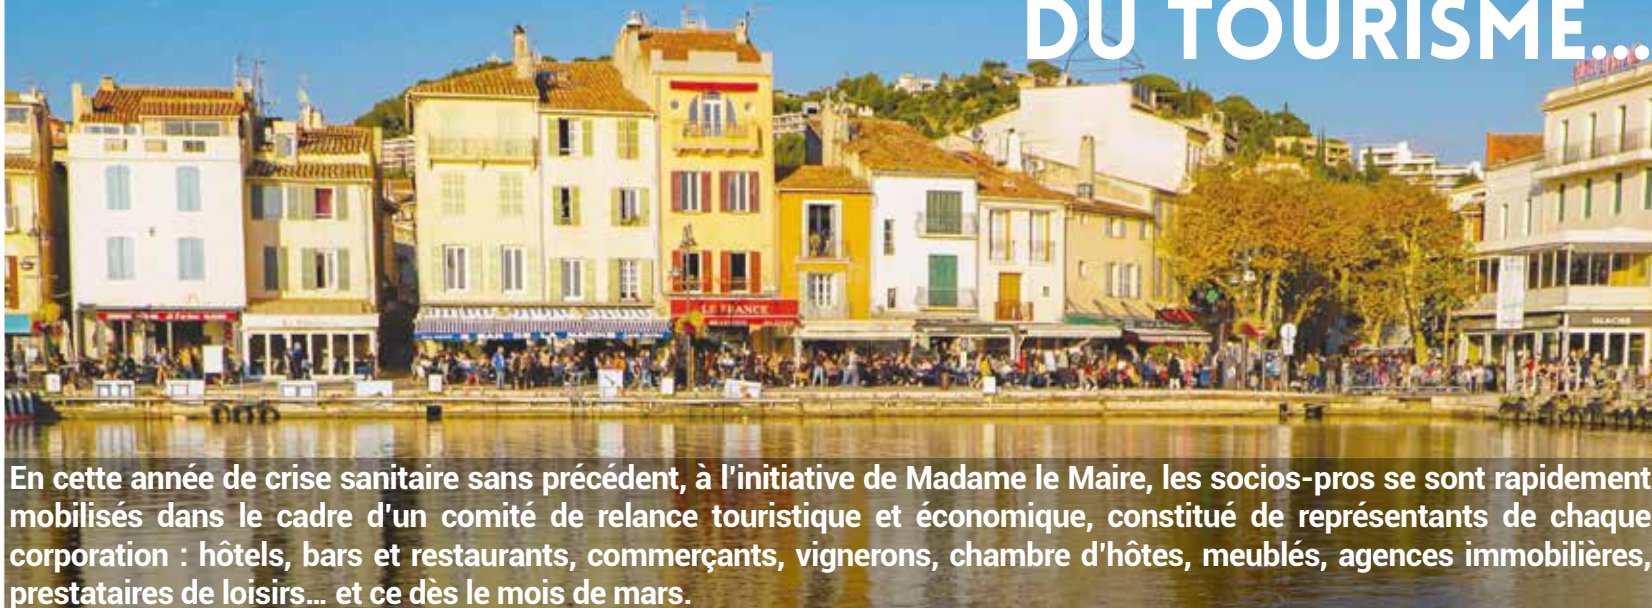 DU TOURISME...
LE FRANCE
GLACIER
En cette année de crise sanitaire sans précédent, à l'initiative de Madame le Maire, les socios-pros se sont rapidement
mobilisés dans le cadre d'un comité de relance touristique et économique, constitué de représentants de chaque
corporation : hôtels, bars et restaurants, commerçants, vignerons, chambre d'hôtes, meublés, agences immobilières,
prestataires de loisirs... et ce dès le mois de mars.